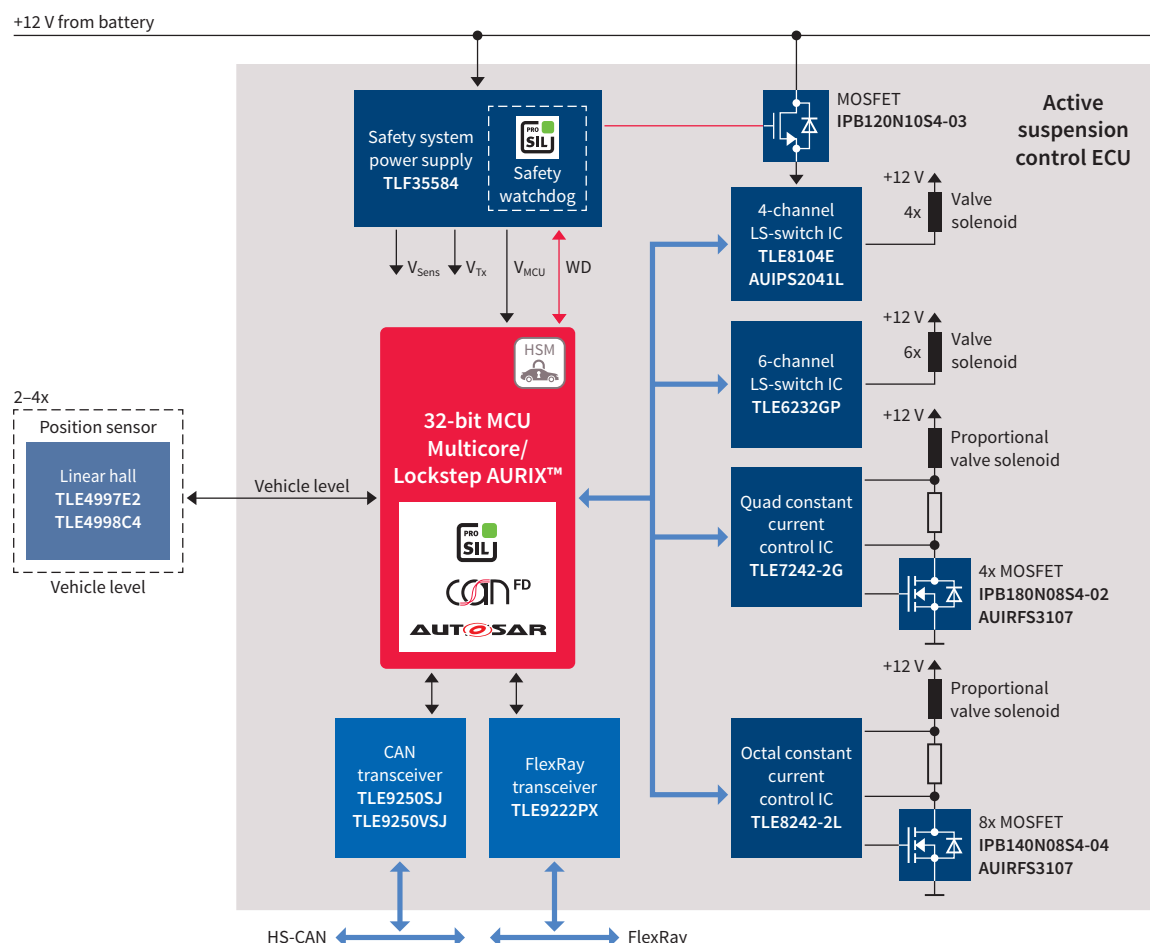 +12 V from battery
Active
suspension
control ECU
MOSFET
IPB120N10S4-03
Safety system
power supply
TLF35584
PRO
SIL
Safety
watchdog
VSens
VTx
VMCU
WD
4-channel
LS-switch IC
TLE8104E
AUIPS2041L
+12 V
4x
Valve
solenoid
HSM
32-bit MCU
Multicore/
Lockstep AURIX™
PRO
SIL
CAN FD
AUTOSAR
6-channel
LS-switch IC
TLE6232GP
+12 V
6x
Valve
solenoid
2–4x
Position sensor
Linear hall
TLE4997E2
TLE4998C4
Vehicle level
Vehicle level
Quad constant
current
control IC
TLE7242-2G
+12 V
Proportional
valve solenoid
4x MOSFET
IPB180N08S4-02
AUIRFS3107
CAN
transceiver
TLE9250SJ
TLE9250VSJ
FlexRay
transceiver
TLE9222PX
Octal constant
current
control IC
TLE8242-2L
+12 V
Proportional
valve solenoid
8x MOSFET
IPB140N08S4-04
AUIRFS3107
HS-CAN
FlexRay